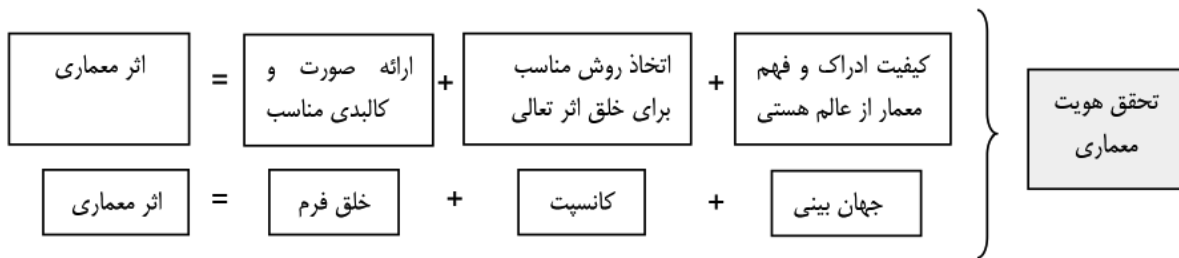 تحقق هویت
معماری
کیفیت ادراک و فهم
معمار از عالم هستی
+
اتخاذ روش مناسب
برای خلق اثر تعالی
+
ارائه صورت و
کالبدی مناسب
=
اثر معماری
جهان بینی
+
کانسپت
+
خلق فرم
=
اثر معماری